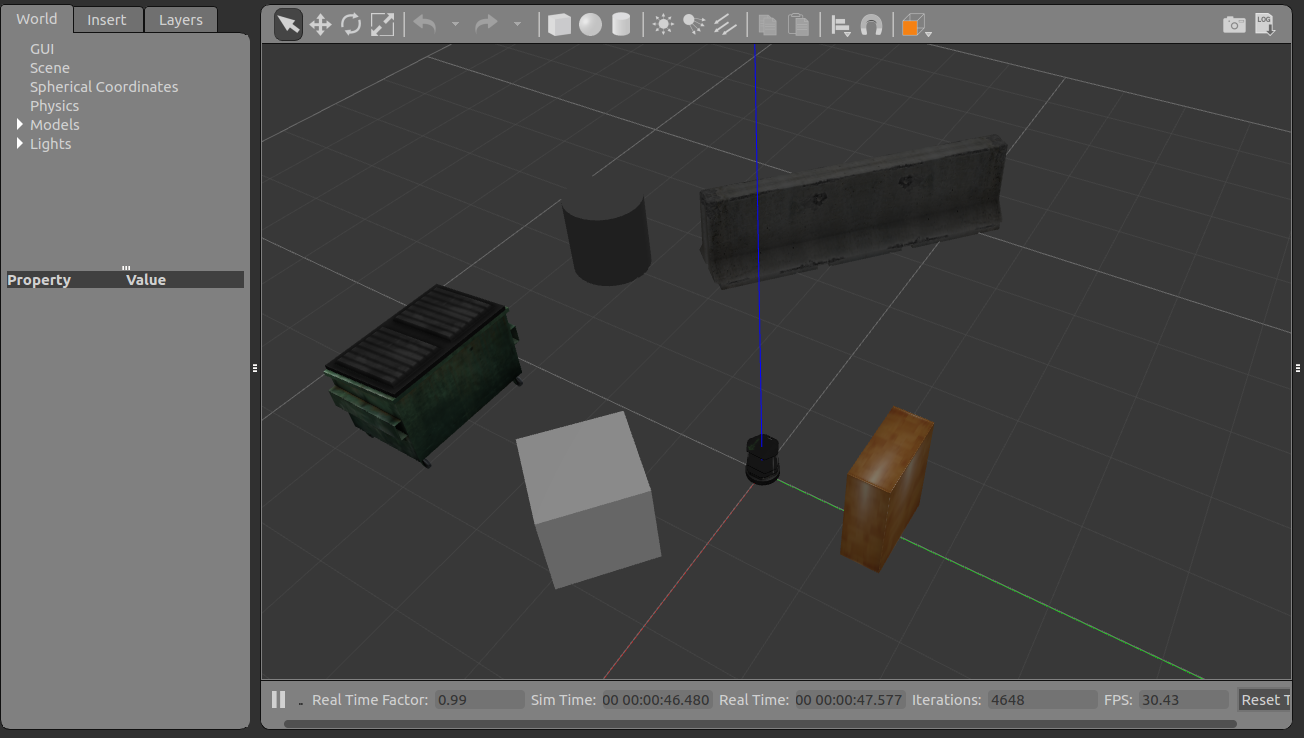 World Insert Layers
GUI
Scene
Spherical Coordinates
Physics
Models
Lights
Property Value
LOG
Real Time Factor: 0.99 Sim Time: 00 00:00:46.480 Real Time: 00 00:00:47.577 Iterations: 4648 FPS: 30.43 Reset T